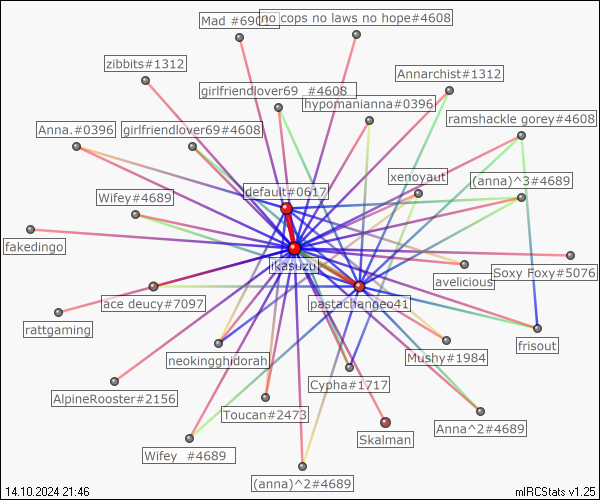 Mad #690
no cops no laws no hope#4608
zibbits#1312
Annarchist#1312
girlfriendlover69 _#4608
hypomanianna#0396
ramshackle gorey#4608
Anna.#0396
girlfriendlover69#4608
xenoyaut
(anna)^3#4689
default#0617
Wifey#4689
fakedingo
ikasuzu
Soxy Foxy#5076
avelicious
ace deucy#7097
pastachangeo41
rattgaming
frisout
neokingghidorah
Mushy#1984
Cypha#1717
AlpineRooster#2156
Toucan#2473
Anna^2#4689
Skalman
Wifey  #4689
(anna)^2#4689
14.10.2024 21:46
mIRCStats v1.25